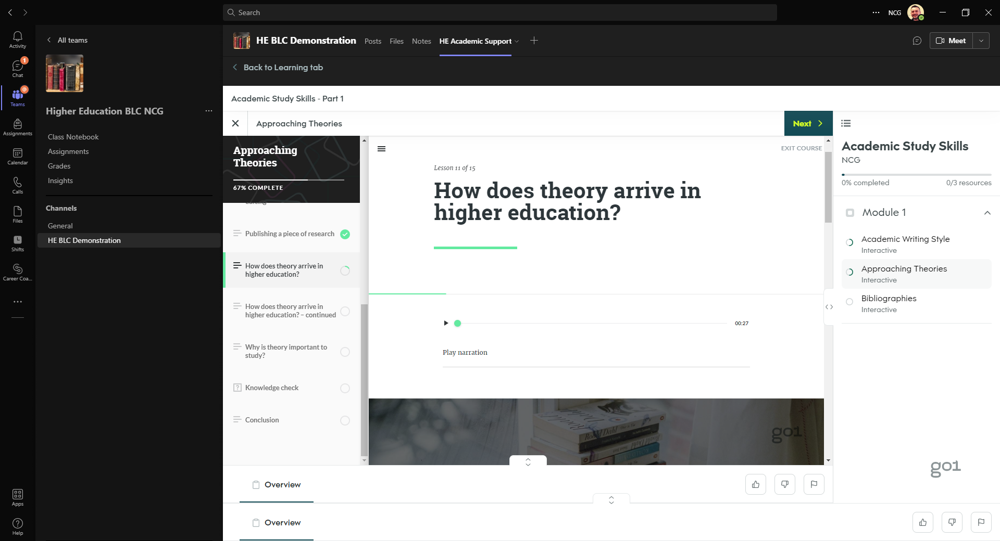 Search
NCG
Activity
1
Chat
@
Teams
Assignments
Calendar
Calls
Files
Shifts
Career Coa...
Apps
Help
All teams
Higher Education BLC NCG
Class Notebook
Assignments
Grades
Insights
Channels
General
HE BLC Demonstration
HE BLC Demonstration Posts Files Notes HE Academic Support
Meet
Back to Learning tab
Academic Study Skills - Part 1
Approaching Theories
Next
Approaching
Theories
67% COMPLETE
editing
Publishing a piece of research
How does theory arrive in
higher education?
How does theory arrive in
higher education? – continued
Why is theory important to
study?
Knowledge check
Conclusion
EXIT COURSE
Lesson 11 of 15
How does theory arrive in
higher education?
00:27
Play narration
Roald Dahl
go1
Academic Study Skills
NCG
0% completed 0/3 resources
Module 1
Academic Writing Style
Interactive
Approaching Theories
Interactive
Bibliographies
Interactive
go1
Overview
Overview